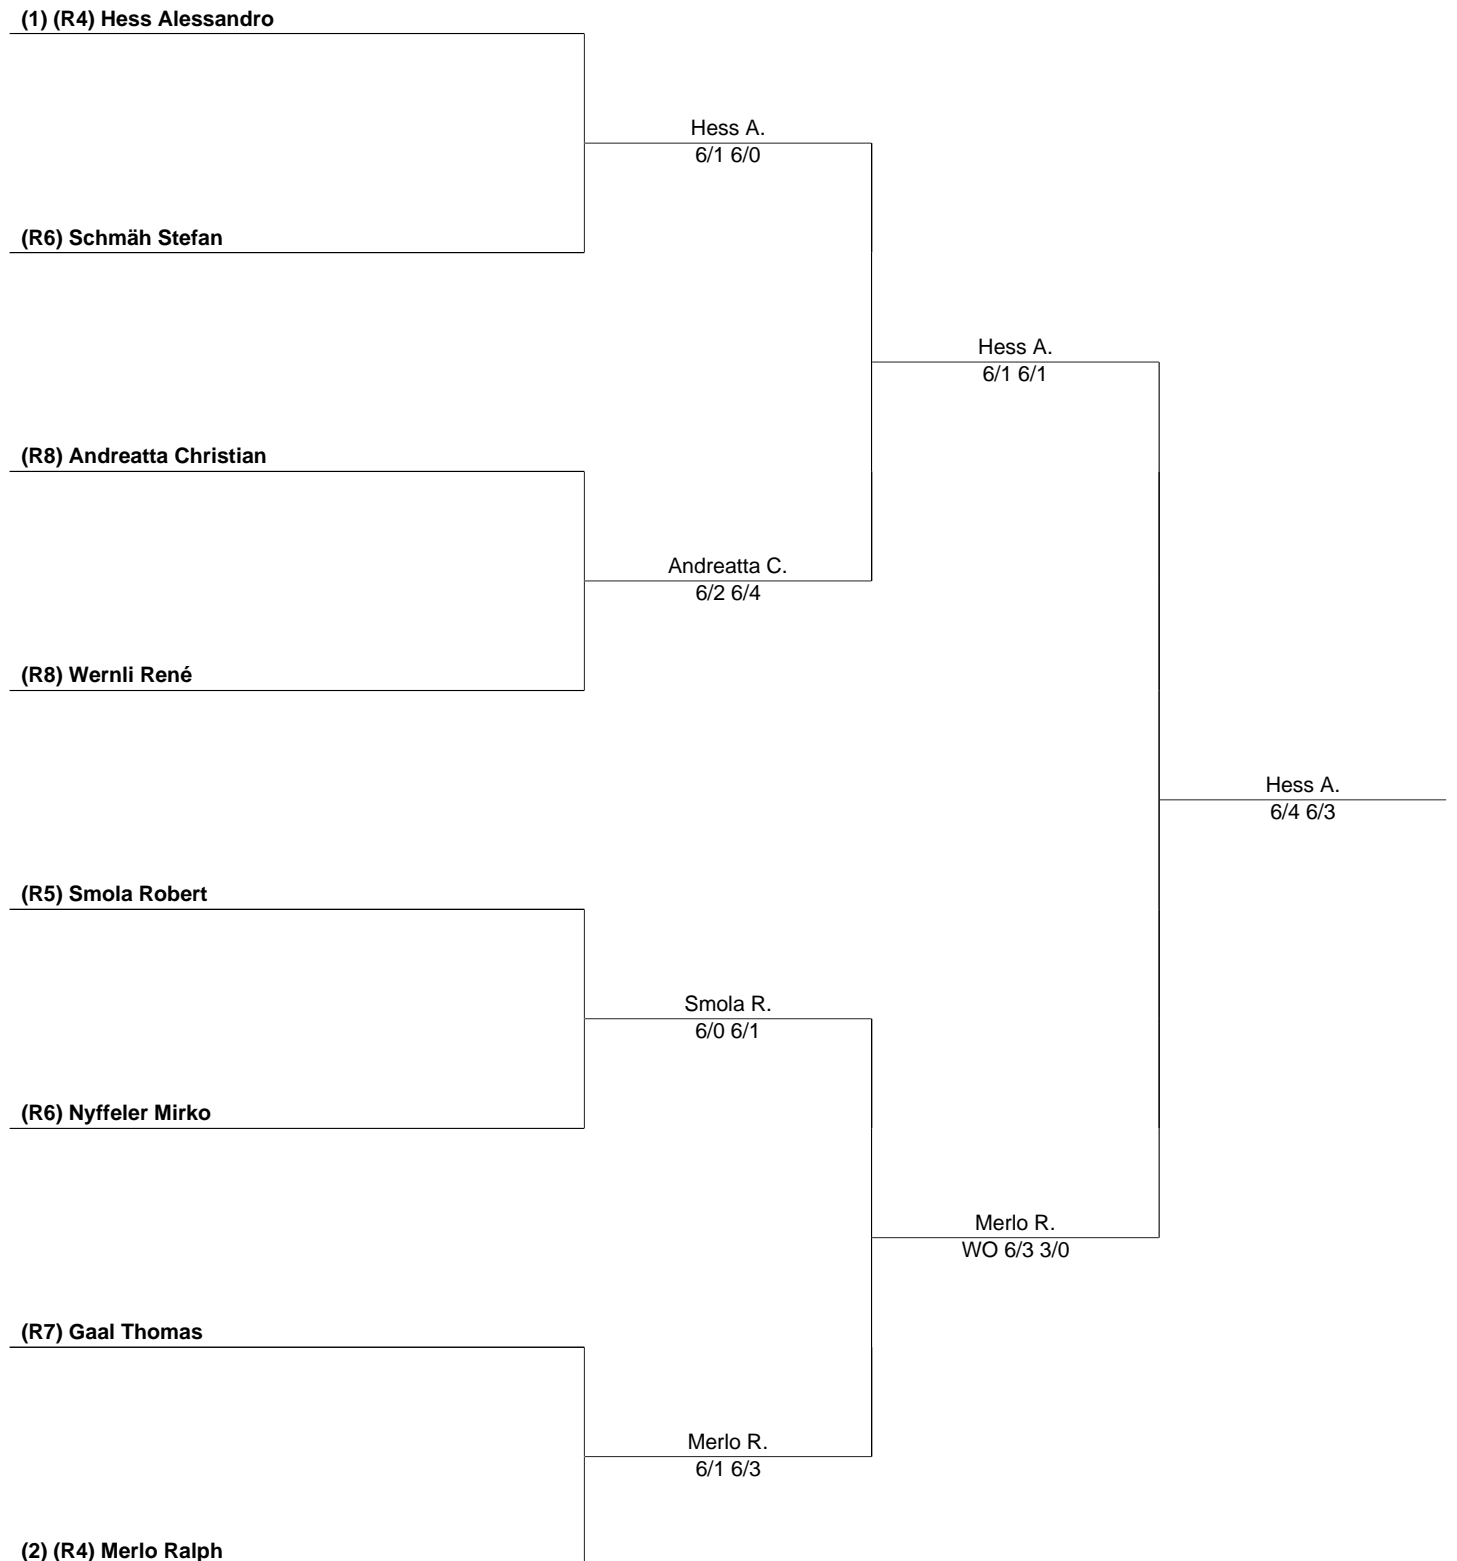 (1) (R4) Hess Alessandro
Hess A.
6/1 6/0
(R6) Schmäh Stefan
Hess A.
6/1 6/1
(R8) Andreatta Christian
Andreatta C.
6/2 6/4
(R8) Wernli René
Hess A.
6/4 6/3
(R5) Smola Robert
Smola R.
6/0 6/1
(R6) Nyffeler Mirko
Merlo R.
WO 6/3 3/0
(R7) Gaal Thomas
Merlo R.
6/1 6/3
(2) (R4) Merlo Ralph